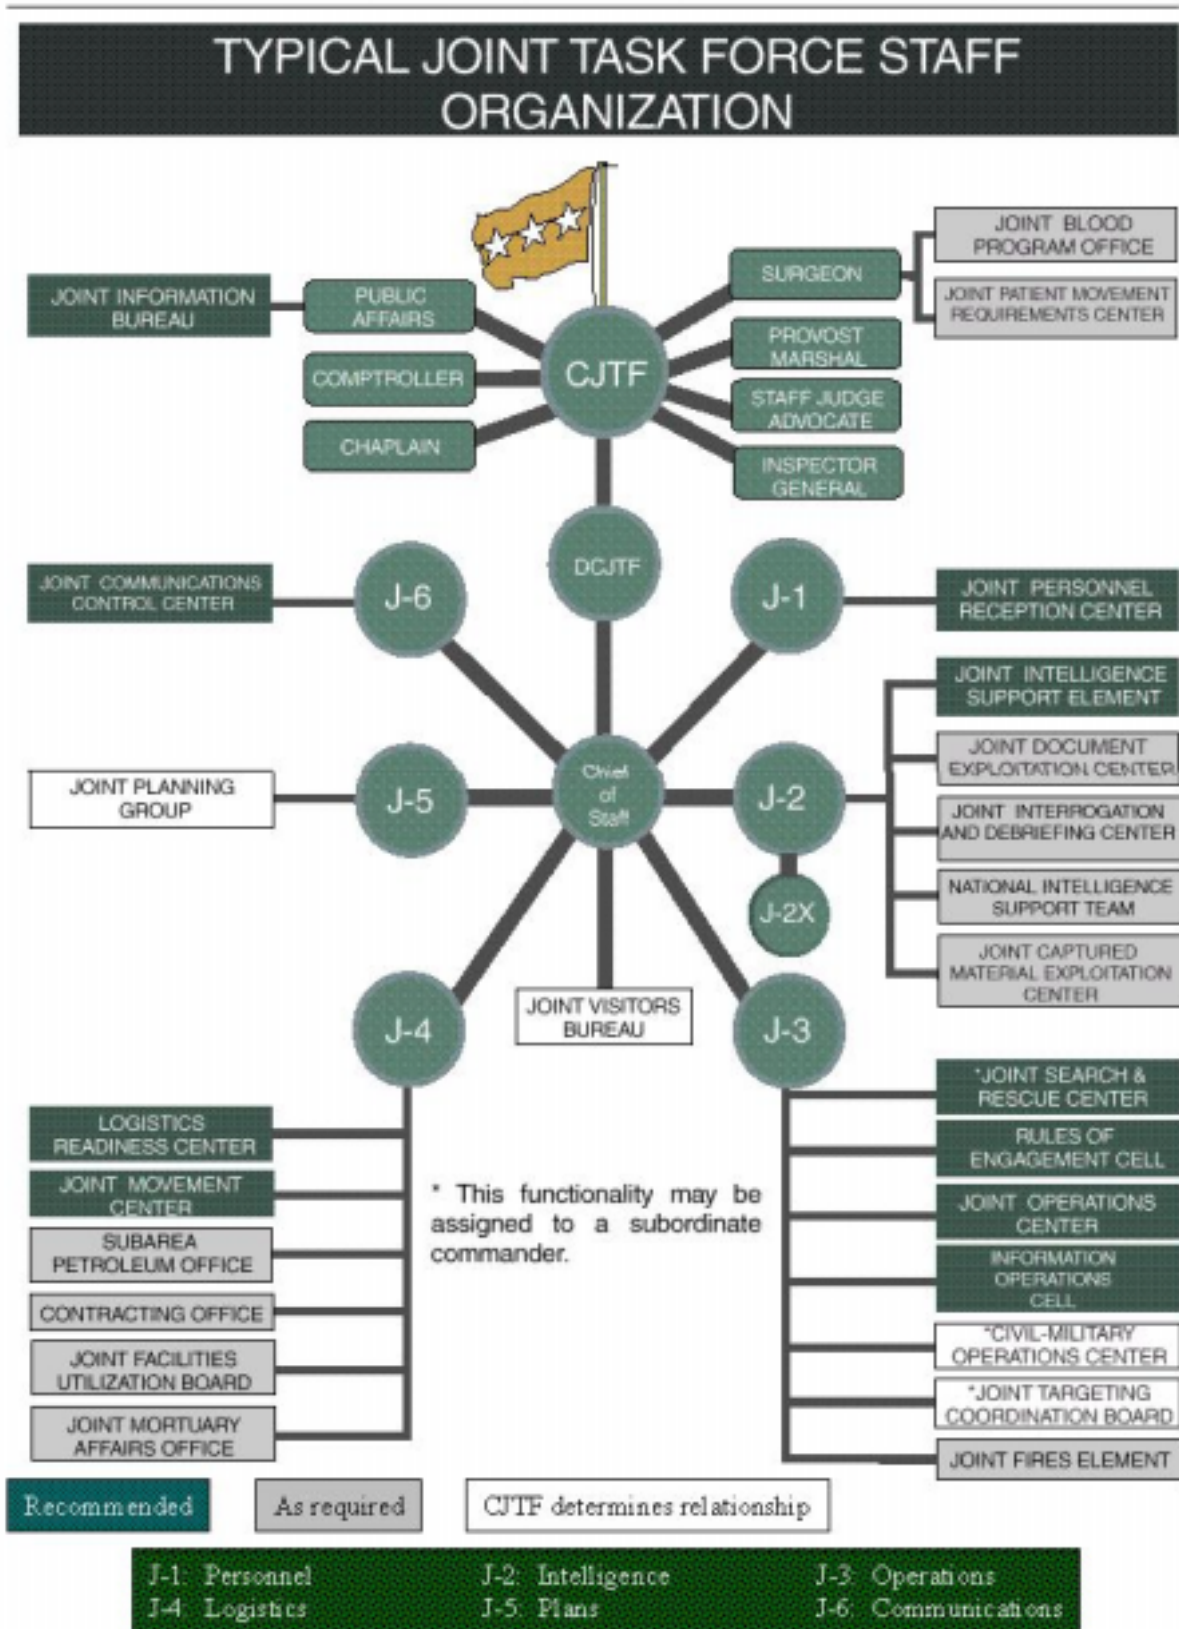 TYPICAL JOINT TASK FORCE STAFF
ORGANIZATION
JOINT BLOOD
PROGRAM OFFICE
JOINT PATIENT MOVEMENT
REQUIREMENTS CENTER
SURGEON
JOINT INFORMATION
BUREAU
PUBLIC
AFFAIRS
CJTF
PROVOST
MARSHAL
COMPTROLLER
STAFF JUDGE
ADVOCATE
CHAPLAIN
INSPECTOR
GENERAL
DCJTF
JOINT COMMUNICATIONS
CONTROL CENTER
J-6
J-1
JOINT PERSONNEL
RECEPTION CENTER
JOINT PLANNING
GROUP
J-5
Chief
of
Staff
J-2
J-2X
JOINT INTELLIGENCE
SUPPORT ELEMENT
JOINT DOCUMENT
EXPLOITATION CENTER
JOINT INTERROGATION
AND DEBRIEFING CENTER
NATIONAL INTELLIGENCE
SUPPORT TEAM
JOINT CAPTURED
MATERIAL EXPLOITATION
CENTER
J-4
JOINT VISITORS
BUREAU
J-3
LOGISTICS
READINESS CENTER
JOINT MOVEMENT
CENTER
SUBAREA
PETROLEUM OFFICE
CONTRACTING OFFICE
JOINT FACILITIES
UTILIZATION BOARD
JOINT MORTUARY
AFFAIRS OFFICE
* This functionality may be
assigned to a subordinate
commander.
*JOINT SEARCH &
RESCUE CENTER
RULES OF
ENGAGEMENT CELL
JOINT OPERATIONS
CENTER
INFORMATION
OPERATIONS
CELL
*CIVIL-MILITARY
OPERATIONS CENTER
*JOINT TARGETING
COORDINATION BOARD
JOINT FIRES ELEMENT
Recommended
As required
CJTF determines relationship
J-1: Personnel J-2: Intelligence J-3: Operations
J-4: Logistics J-5: Plans J-6: Communications